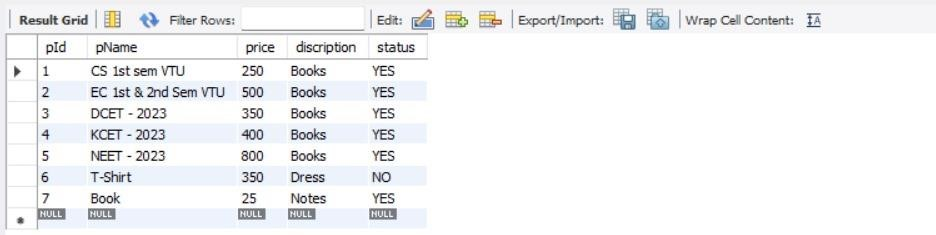 Result Grid Filter Rows: Edit: Export/Import: Wrap Cell Content: IA
pId pName price discription status
1 CS 1st sem VTU 250 Books YES
2 EC 1st & 2nd Sem VTU 500 Books YES
3 DCET - 2023 350 Books YES
4 KCET - 2023 400 Books YES
5 NEET - 2023 800 Books YES
6 T-Shirt 350 Dress NO
7 Book 25 Notes YES
NULL NULL NULL NULL NULL